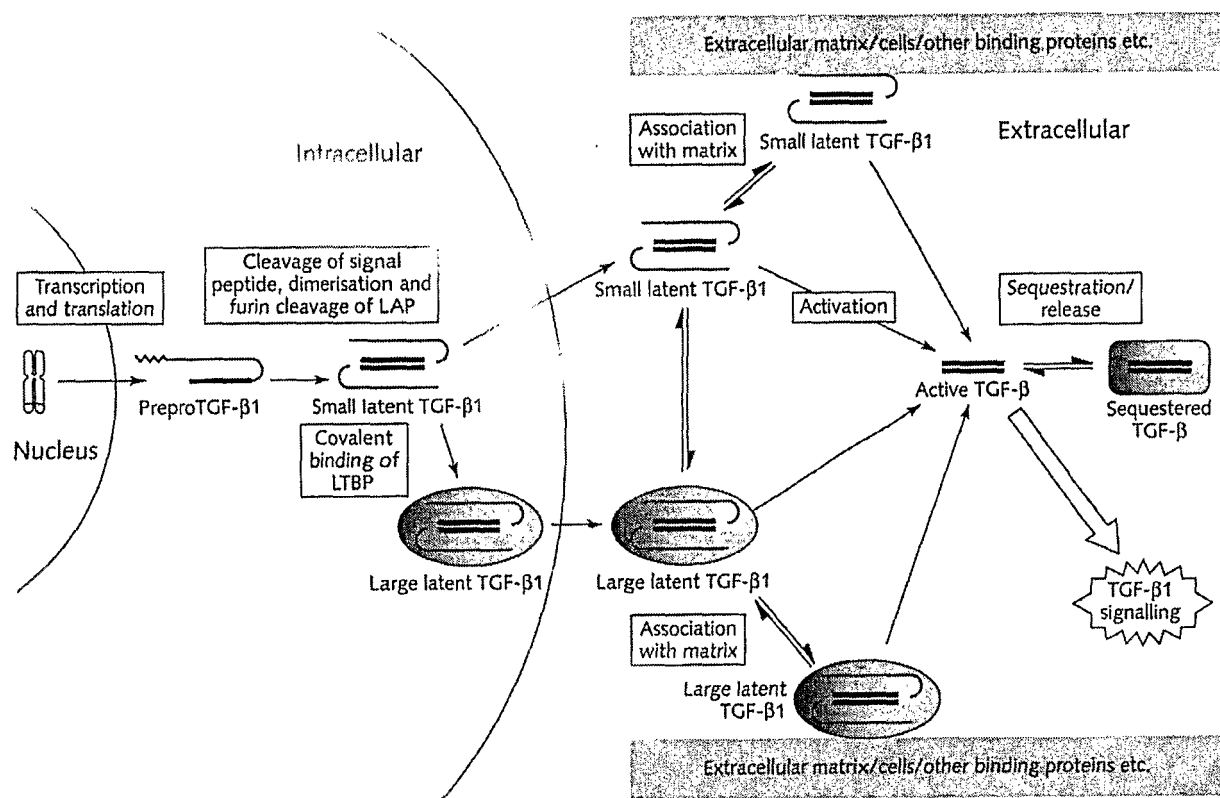 Extracellular matrix/cells/other binding proteins etc.
Association
with matrix
Small latent TGF-β1
Extracellular
Intracellular
Transcription
and translation
Cleavage of signal
peptide, dimerisation and
furin cleavage of LAP
Small latent TGF-β1
Activation
Sequestration/
release
PreproTGF-β1
Small latent TGF-β1
Active TGF-β
Sequestered
TGF-β
Nucleus
Covalent
binding of
LTBP
Large latent TGF-β1
Large latent TGF-β1
TGF-β1
signalling
Association
with matrix
Large latent
TGF-β1
Extracellular matrix/cells/other binding proteins etc.